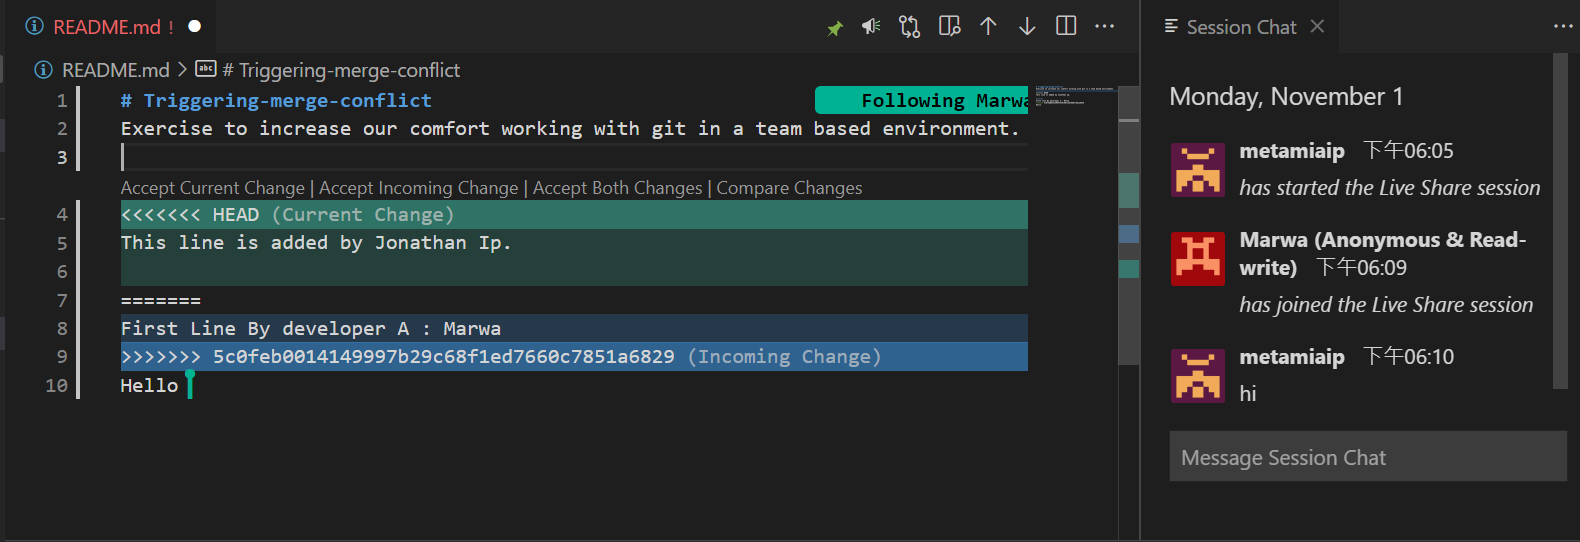 README.md !
README.md > # Triggering-merge-conflict
1 # Triggering-merge-conflict
Following Marwa
2 Exercise to increase our comfort working with git in a team based environment.
3
Accept Current Change | Accept Incoming Change | Accept Both Changes | Compare Changes
4 <<<<<<< HEAD (Current Change)
5 This line is added by Jonathan Ip.
6
7 =======
8 First Line By developer A : Marwa
9 >>>>>>> 5c0feb0014149997b29c68f1ed7660c7851a6829 (Incoming Change)
10 Hello
Session Chat
Monday, November 1
metamiaip 下午06:05
has started the Live Share session
Marwa (Anonymous & Read-
write) 下午06:09
has joined the Live Share session
metamiaip 下午06:10
hi
Message Session Chat